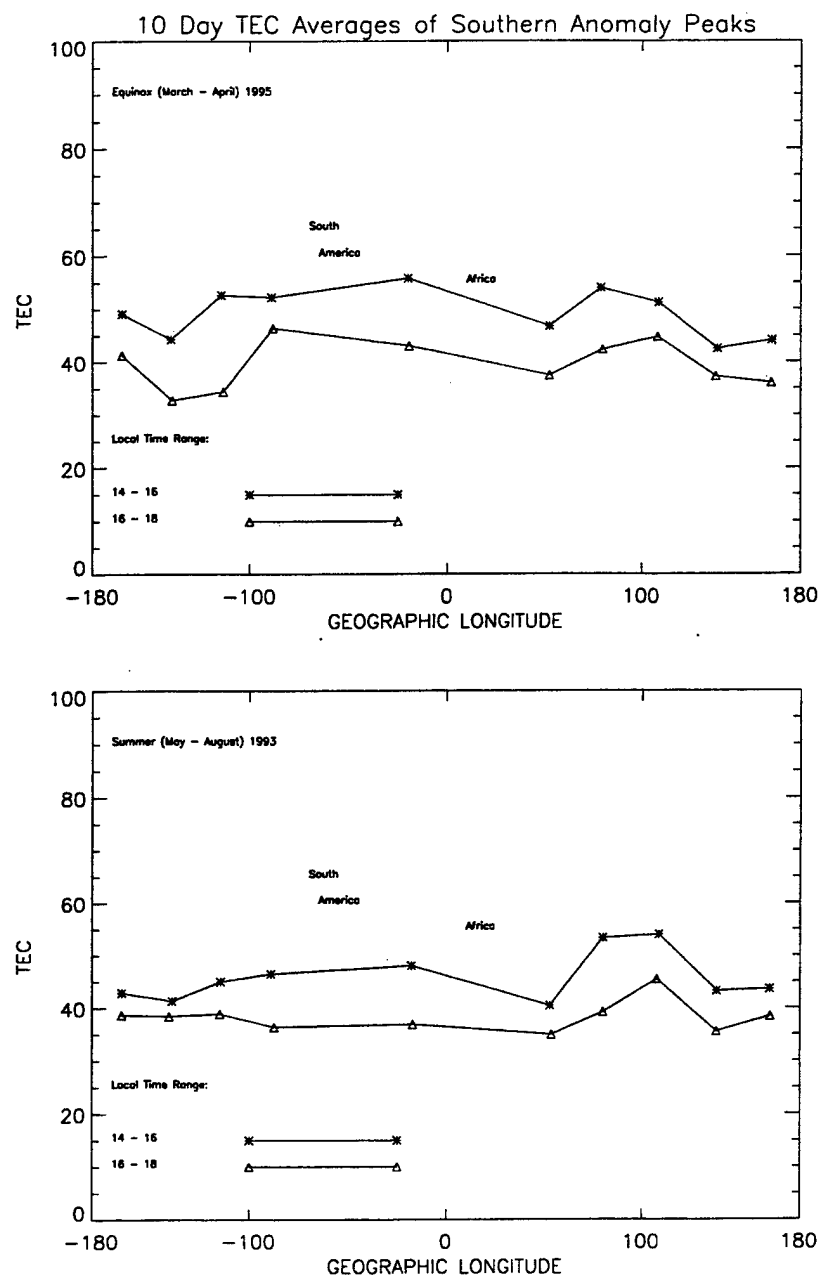 10 Day TEC Averages of Southern Anomaly Peaks
100
Equinox (March - April) 1995
80
South
America
60
Africa
TEC
40
Local Time Range:
20
14 - 16
16 - 18
0
-180 -100 0 100 180
GEOGRAPHIC LONGITUDE
100
Summer (May - August) 1993
80
South
America
60
Africa
TEC
40
Local Time Range:
20
14 - 16
16 - 18
0
-180 -100 0 100 180
GEOGRAPHIC LONGITUDE